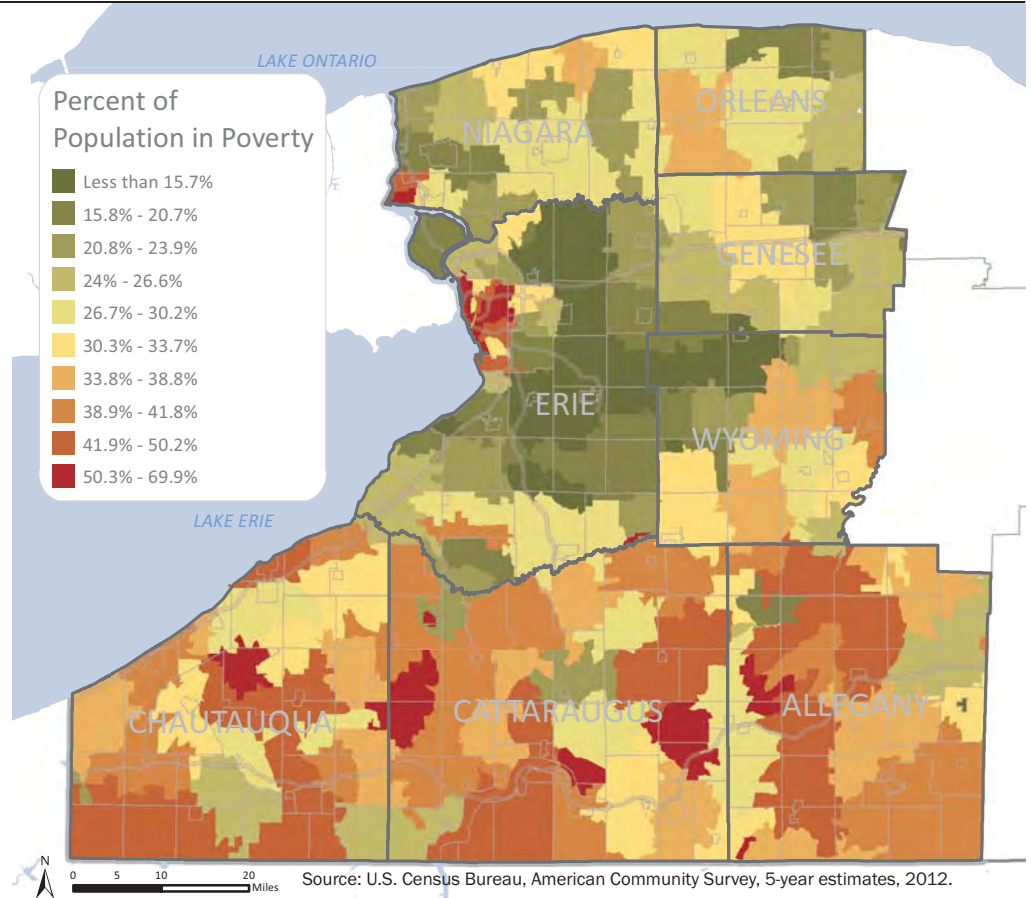 LAKE ONTARIO
Percent of
Population in Poverty
Less than 15.7%
15.8% - 20.7%
20.8% - 23.9%
24% - 26.6%
26.7% - 30.2%
30.3% - 33.7%
33.8% - 38.8%
38.9% - 41.8%
41.9% - 50.2%
50.3% - 69.9%
NIAGARA
ORLEANS
GENESEE
ERIE
WYOMING
LAKE ERIE
CHAUTAUQUA
CATTARAUGUS
ALLEGANY
N
0 5 10 20
Miles
Source: U.S. Census Bureau, American Community Survey, 5-year estimates, 2012.